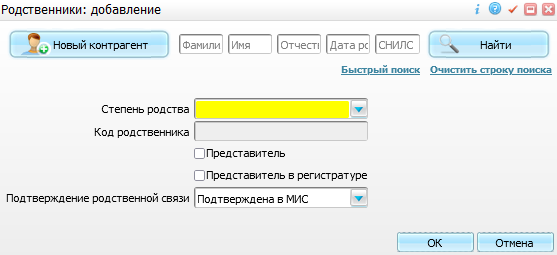 Родственники: добавление
Новый контрагент Фамили Имя Отчестı Дата ро СНИЛС Найти
Быстрый поиск Очистить строку поиска
Степень родства
Код родственника
Представитель
Представитель в регистратуре
Подтверждение родственной связи Подтверждена в МИС
ОК Отмена